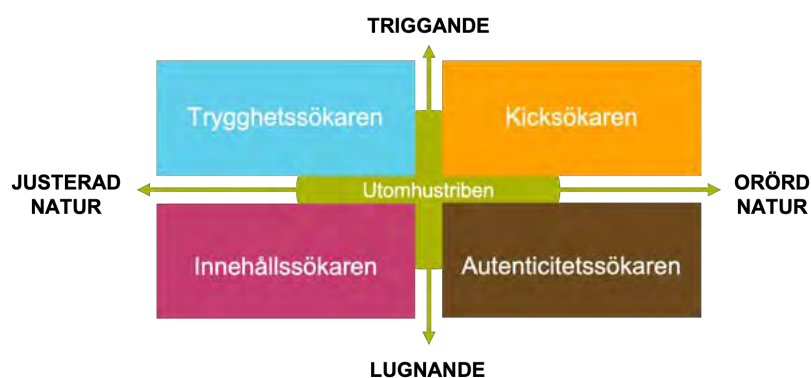 TRIGGANDE
Trygghetssökaren
Kicksökaren
JUSTERAD
NATUR
Utomhustriben
ORÖRD
NATUR
Innehållssökaren
Autenticitetssökaren
LUGNANDE